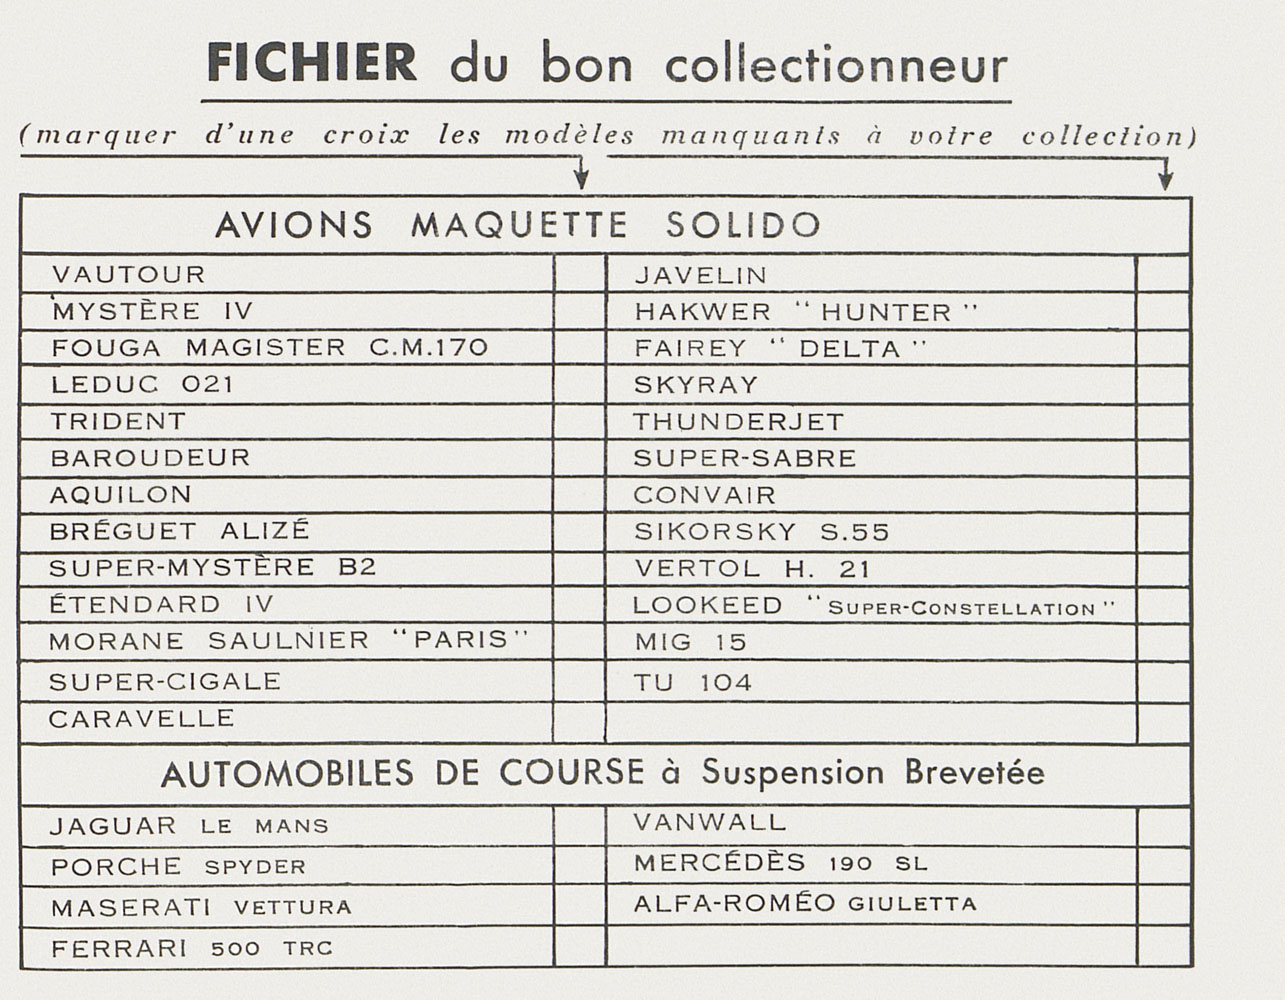 FICHIER du bon collectionneur
(marquer d'une croix les modèles manquants à votre collection)
AVIONS MAQUETTE SOLIDO
VAUTOUR
JAVELIN
MYSTÈRE IV
HAKWER "HUNTER"
FOUGA MAGISTER C.M.170
FAIREY "DELTA"
LEDUC 021
SKYRAY
TRIDENT
THUNDERJET
BAROUDEUR
SUPER-SABRE
AQUILON
CONVAIR
BRÉGUET ALIZÉ
SIKORSKY S.55
SUPER-MYSTÈRE B2
VERTOL H. 21
ÉTENDARD IV
LOOKEED "SUPER-CONSTELLATION"
MORANE SAULNIER "PARIS"
MIG 15
SUPER-CIGALE
TU 104
CARAVELLE
AUTOMOBILES DE COURSE à Suspension Brevetée
JAGUAR LE MANS
VANWALL
PORCHE SPYDER
MERCÉDÈS 190 SL
MASERATI VETTURA
ALFA-ROMÉO GIULETTA
FERRARI 500 TRC